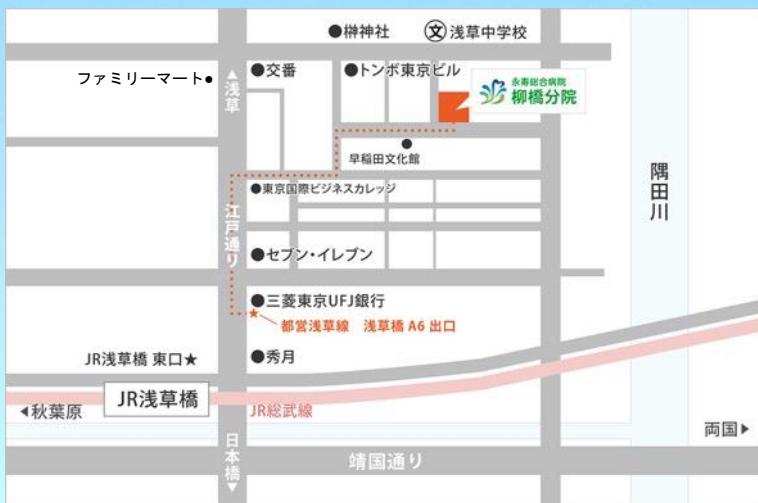 ●榊神社
文 浅草中学校
ファミリーマート●
▲浅草
●交番
●トンボ東京ビル
永寿総合病院
柳橋分院
●
早稲田文化館
●東京国際ビジネスカレッジ
隅田川
江戸通り
●セブン・イレブン
●三菱東京UFJ銀行
★都営浅草線 浅草橋 A6 出口
JR浅草橋 東口★
●秀月
JR浅草橋
◀秋葉原
JR総武線
両国▶
日本橋▼
靖国通り